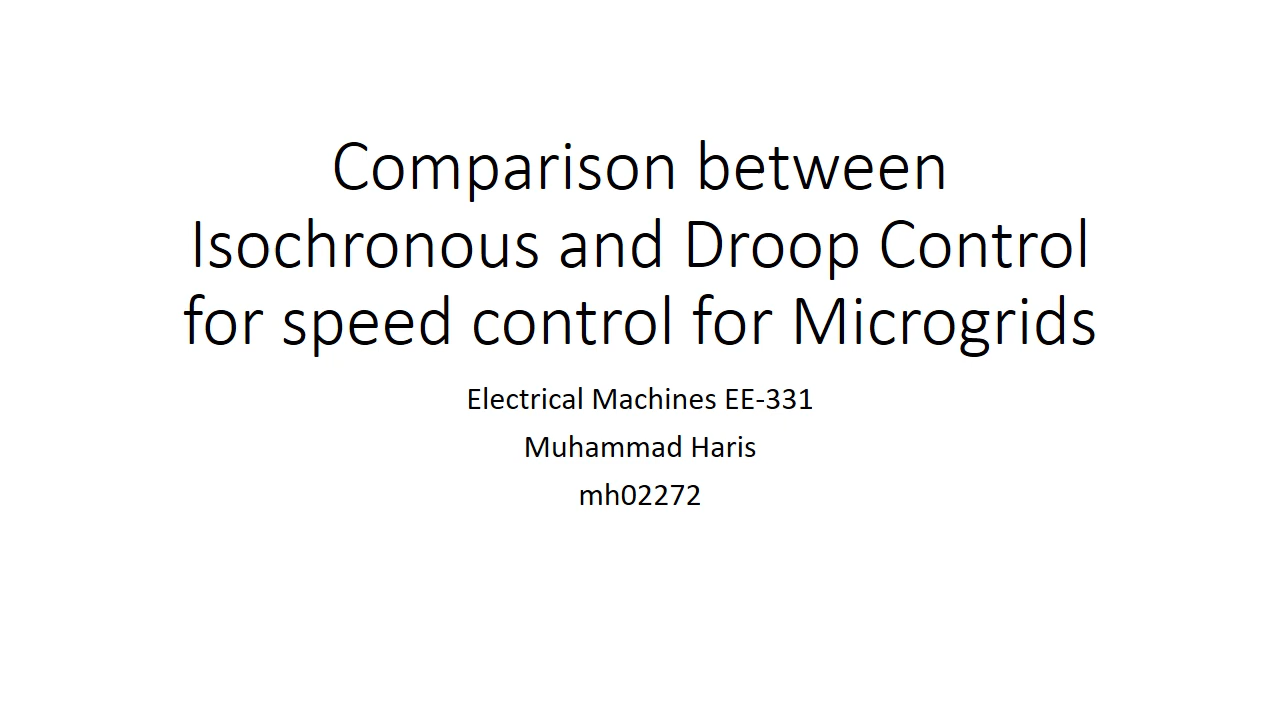 Comparison between
Isochronous and Droop Control
for speed control for Microgrids
Electrical Machines EE-331
Muhammad Haris
mh02272